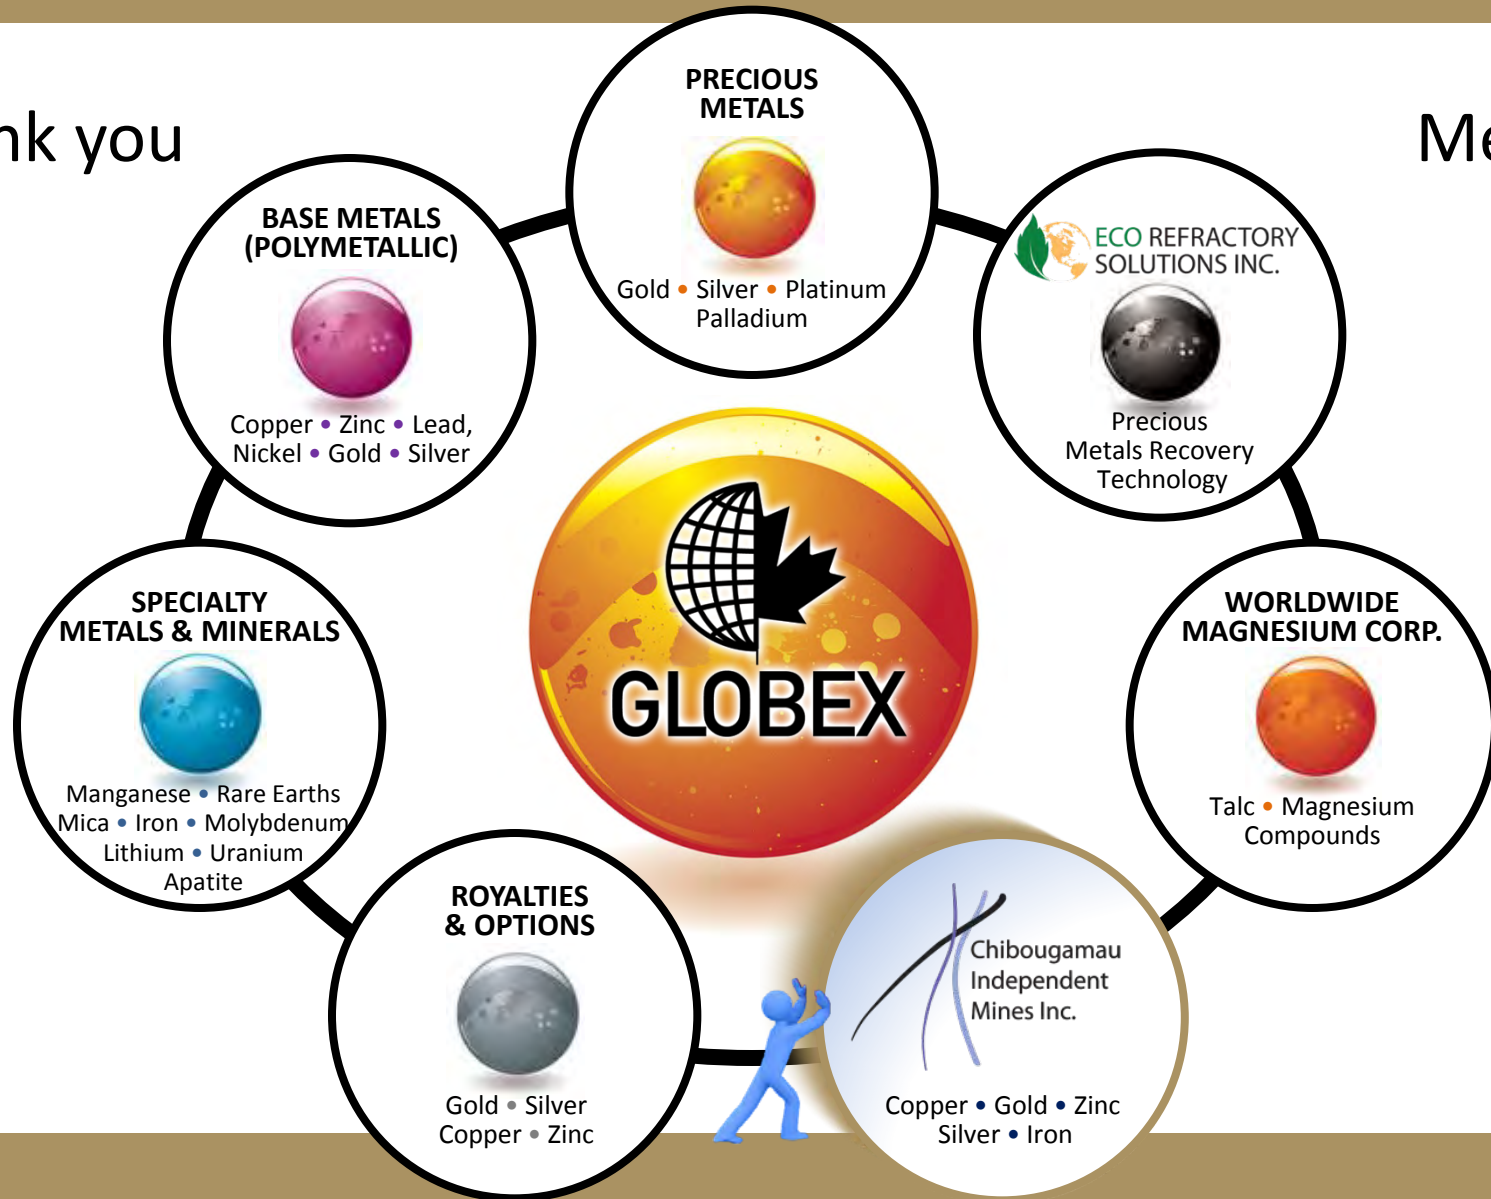 nk you
Me
PRECIOUS
METALS
Gold • Silver • Platinum
Palladium
BASE METALS
(POLYMETALLIC)
Copper • Zinc • Lead,
Nickel • Gold • Silver
ECO REFRACTORY
SOLUTIONS INC.
Precious
Metals Recovery
Technology
SPECIALTY
METALS & MINERALS
Manganese • Rare Earths
Mica • Iron • Molybdenum
Lithium • Uranium
Apatite
GLOBEX
WORLDWIDE
MAGNESIUM CORP.
Talc • Magnesium
Compounds
ROYALTIES
& OPTIONS
Gold • Silver
Copper • Zinc
Chibougamau
Independent
Mines Inc.
Copper • Gold • Zinc
Silver • Iron